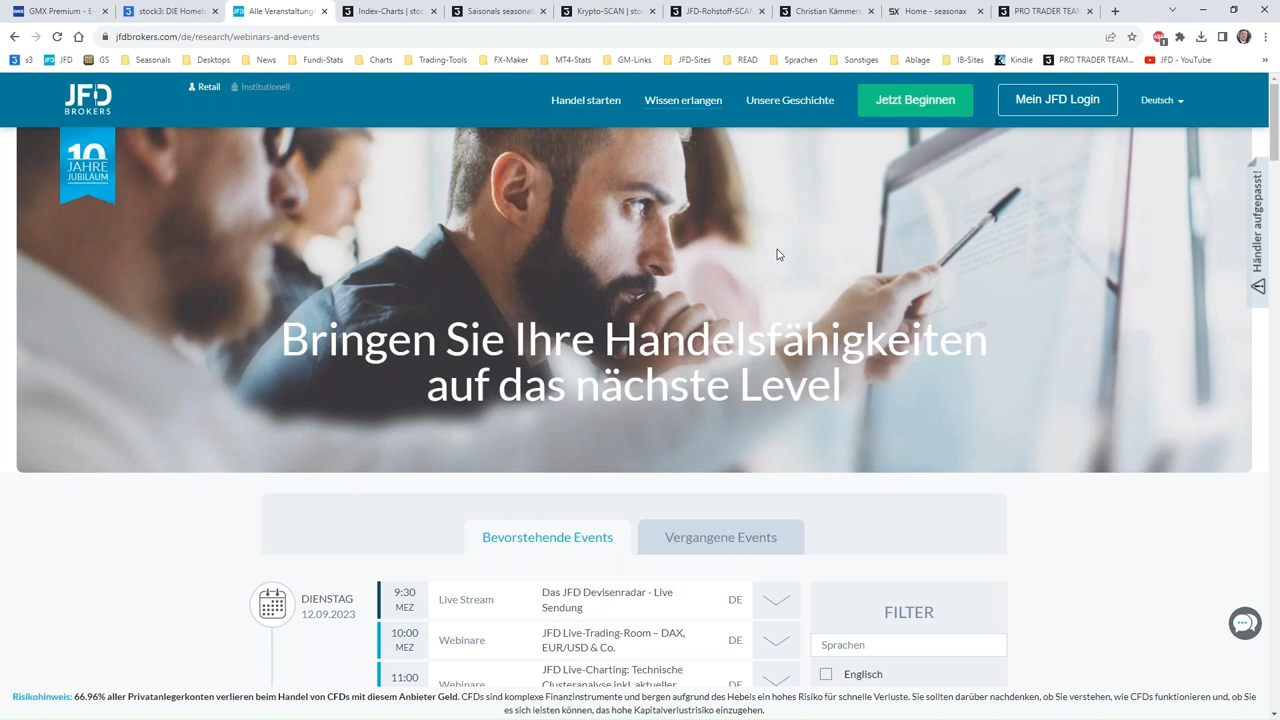 GMX Premium – E-
stock3: DIE Homeb
Alle Veranstaltunge
Index-Charts | stoc
Saisonals seasonal
Krypto-SCAN | sto
JFD-Rohstoff-SCAN
Christian Kämmere
Home - seasonax
PRO TRADER TEAM
jfdbrokers.com/de/research/webinars-and-events
s3
JFD
GS
Seasonals
Desktops
News
Fundi-Stats
Charts
Trading-Tools
FX-Maker
MT4-Stats
GM-Links
JFD-Sites
READ
Sprachen
Sonstiges
Ablage
IB-Sites
Kindle
PRO TRADER TEAM...
JFD - YouTube
JFD
BROKERS
Retail
Institutionell
Handel starten
Wissen erlangen
Unsere Geschichte
Jetzt Beginnen
Mein JFD Login
Deutsch
10
JAHRE
JUBILÄUM
Händler aufgepasst!
Bringen Sie Ihre Handelsfähigkeiten
auf das nächste Level
Bevorstehende Events
Vergangene Events
DIENSTAG
12.09.2023
9:30
MEZ
Live Stream
Das JFD Devisenradar - Live
Sendung
DE
10:00
MEZ
Webinare
JFD Live-Trading-Room – DAX,
EUR/USD & Co.
DE
11:00
Webinare
JFD Live-Charting: Technische
Clusteranalyse inkl. aktueller
DE
FILTER
Sprachen
Englisch
Risikohinweis: 66.96% aller Privatanlegerkonten verlieren beim Handel von CFDs mit diesem Anbieter Geld. CFDs sind komplexe Finanzinstrumente und bergen aufgrund des Hebels ein hohes Risiko für schnelle Verluste. Sie sollten darüber nachdenken, ob Sie verstehen, wie CFDs funktionieren und, ob Sie
es sich leisten können, das hohe Kapitalverlustrisiko einzugehen.